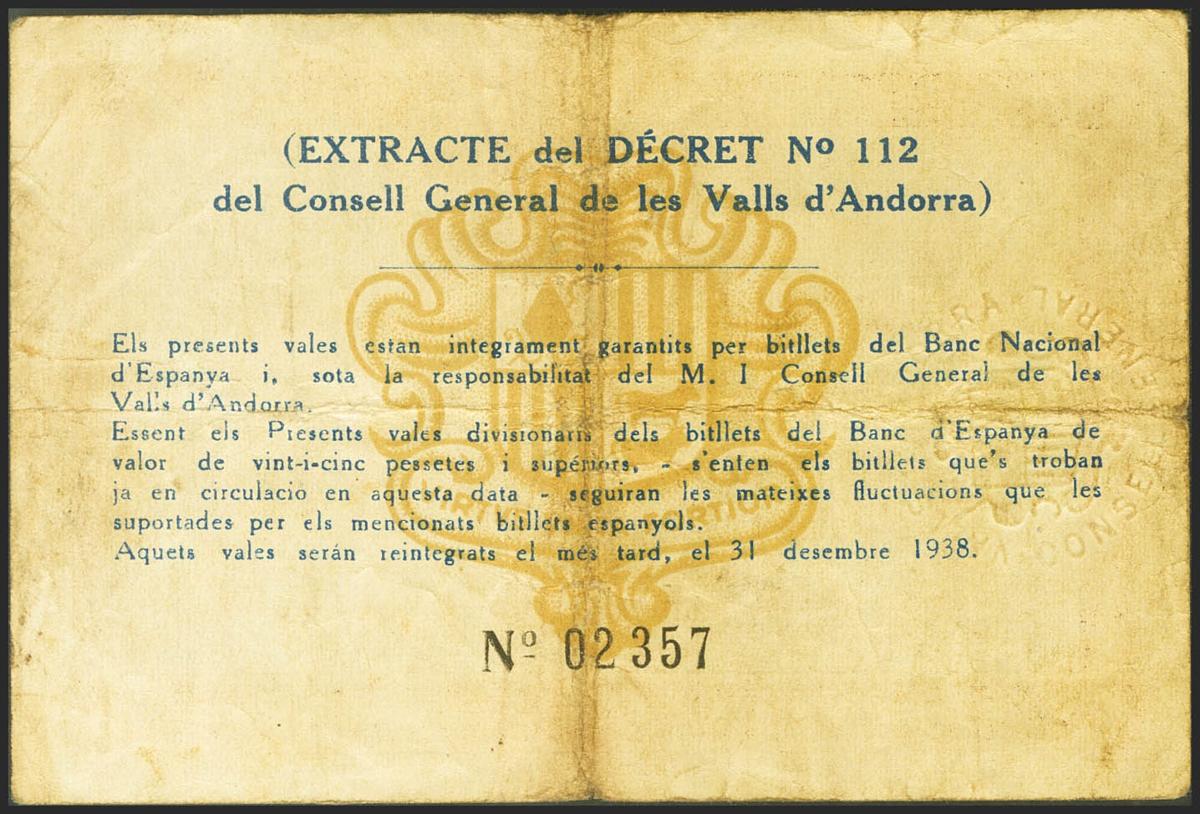 (EXTRACTE del DÉCRET Nº 112
del Consell General de les Valls d'Andorra)
Els presents vales estan integrament garantits per bitllets del Banc Nacional
d'Espanya i, sota la responsabilitat del M. I Consell General de les
Valls d'Andorra.
Essent els Presents vales divisionaris dels bitllets del Banc d'Espanya de
valor de vint-i-cinc pessetes i supériors, - s'enten els bitllets que's troban
ja en circulacio en aquesta data - seguiran les mateixes fluctuacions que les
suportades per els mencionats bitllets espanyols.
Aquets vales serán reintegrats el més tard, el 31 desembre 1938.
Nº 02357
CONSELL GENERAL